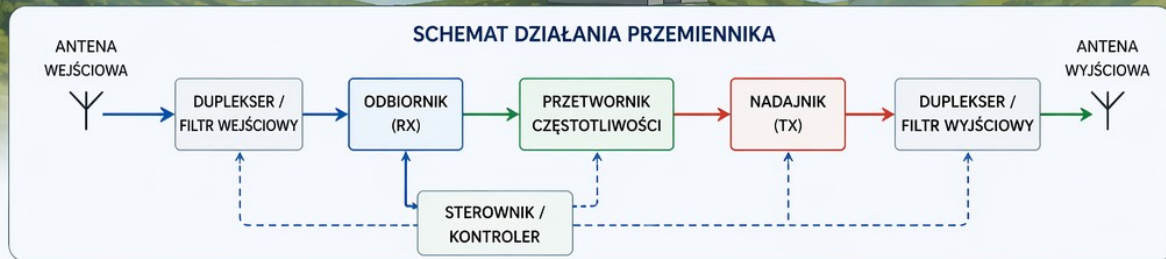 SCHEMAT DZIAŁANIA PRZEMIENNIKA
ANTENA
WEJŚCIOWA
DUPLEKSER /
FILTR WEJŚCIOWY
ODBIORNIK
(RX)
PRZETWORNIK
CZĘSTOTLIWOŚCI
NADAJNIK
(TX)
DUPLEKSER /
FILTR WYJŚCIOWY
ANTENA
WYJŚCIOWA
STEROWNIK /
KONTROLER